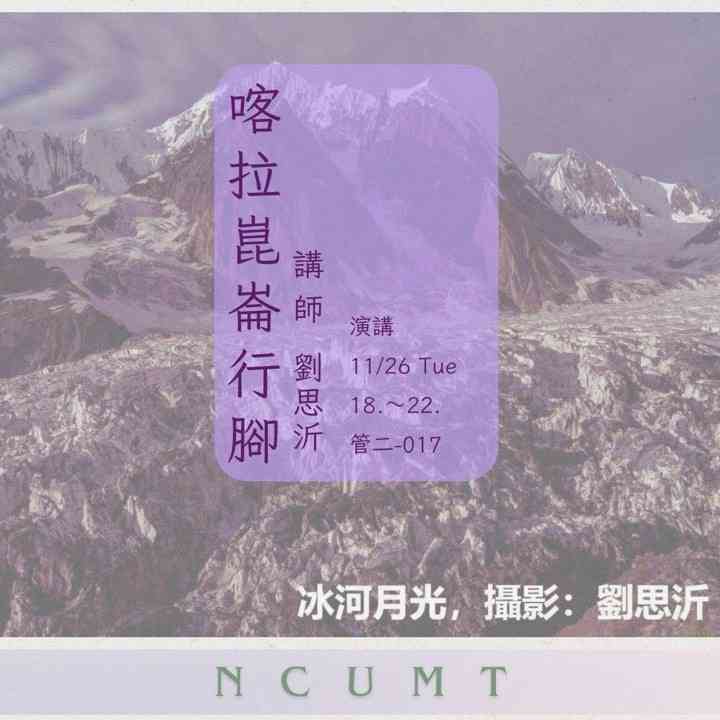 喀拉崑崙行腳
講師 劉思沂
演講
11/26 Tue
18.～22.
管二-017
冰河月光，攝影：劉思沂
NCUMT